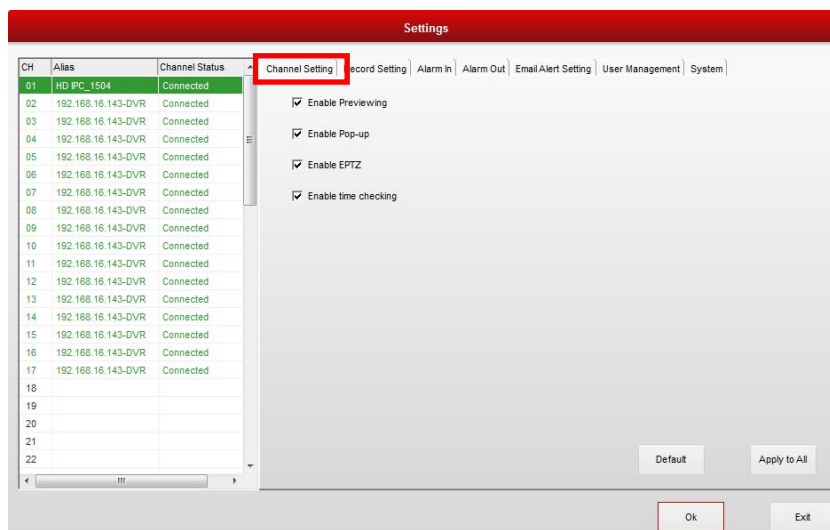 Settings
CH Alias Channel Status
Channel Setting Record Setting Alarm In Alarm Out Email Alert Setting User Management System
01 HD IPC_1504 Connected
02 192.168.16.143-DVR Connected
03 192.168.16.143-DVR Connected
04 192.168.16.143-DVR Connected
05 192.168.16.143-DVR Connected
06 192.168.16.143-DVR Connected
07 192.168.16.143-DVR Connected
08 192.168.16.143-DVR Connected
09 192.168.16.143-DVR Connected
10 192.168.16.143-DVR Connected
11 192.168.16.143-DVR Connected
12 192.168.16.143-DVR Connected
13 192.168.16.143-DVR Connected
14 192.168.16.143-DVR Connected
15 192.168.16.143-DVR Connected
16 192.168.16.143-DVR Connected
17 192.168.16.143-DVR Connected
18
19
20
21
22
Enable Previewing
Enable Pop-up
Enable EPTZ
Enable time checking
Default Apply to All
Ok Exit